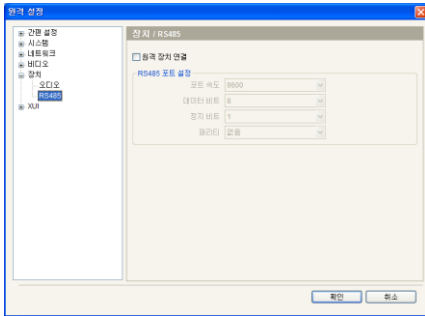 원격 설정
간편 설정
시스템
네트워크
비디오
장치
오디오
RS485
XUI
장치 / RS485
원격 장치 연결
RS485 포트 설정
포트 속도 9600
데이터 비트 8
정지 비트 1
패리티 없음
확인 취소